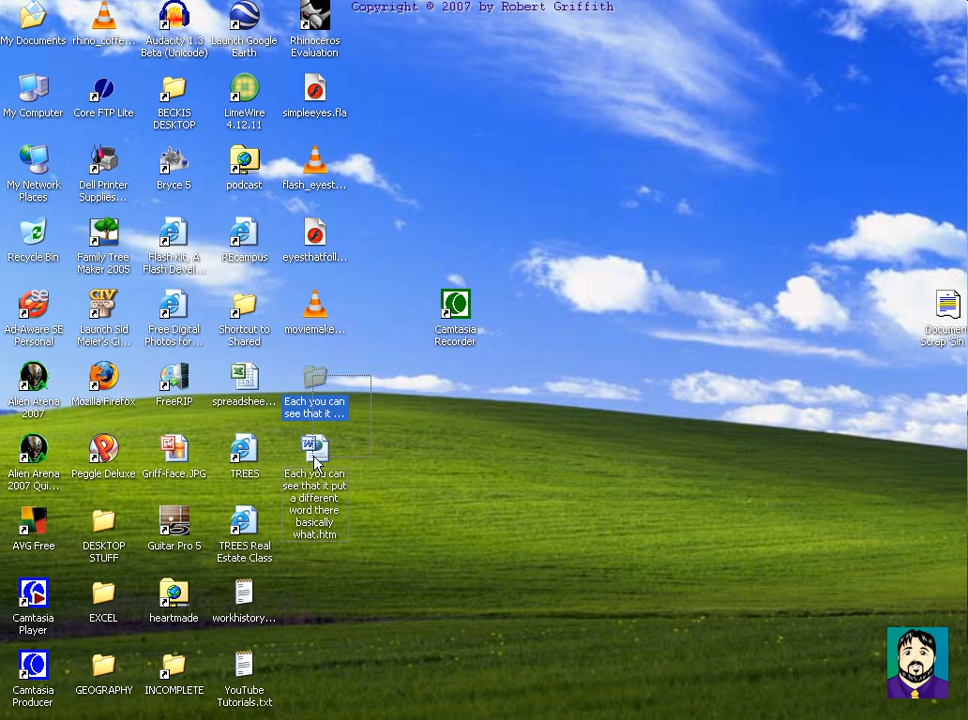 Copyright © 2007 by Robert Griffith
My Documents
rhino_coffe...
Audacity 1.3
Beta (Unicode)
Launch Google
Earth
Rhinoceros
Evaluation
My Computer
Core FTP Lite
BECKIS
DESKTOP
LimeWire
4.12.11
simpleeyes.fla
My Network
Places
Dell Printer
Supplies...
Bryce 5
podcast
flash_eyest...
Recycle Bin
Family Tree
Maker 2005
Flash kit, A
Flash Devel...
REcampus
eyesthatfoll...
Ad-Aware SE
Personal
Launch Sid
Meier's Ci...
Free Digital
Photos for...
Shortcut to
Shared
moviemake...
Camtasia
Recorder
Documen
Scrap 'Sin...
Alien Arena
2007
Mozilla Firefox
FreeRIP
spreadshee...
Each you can
see that it ...
Alien Arena
2007 Qui...
Peggle Deluxe
Griff-face.JPG
TREES
Each you can
see that it put
a different
word there
basically
what.htm
AVG Free
DESKTOP
STUFF
Guitar Pro 5
TREES Real
Estate Class
Camtasia
Player
EXCEL
heartmade
workhistory...
Camtasia
Producer
GEOGRAPHY
INCOMPLETE
YouTube
Tutorials.txt